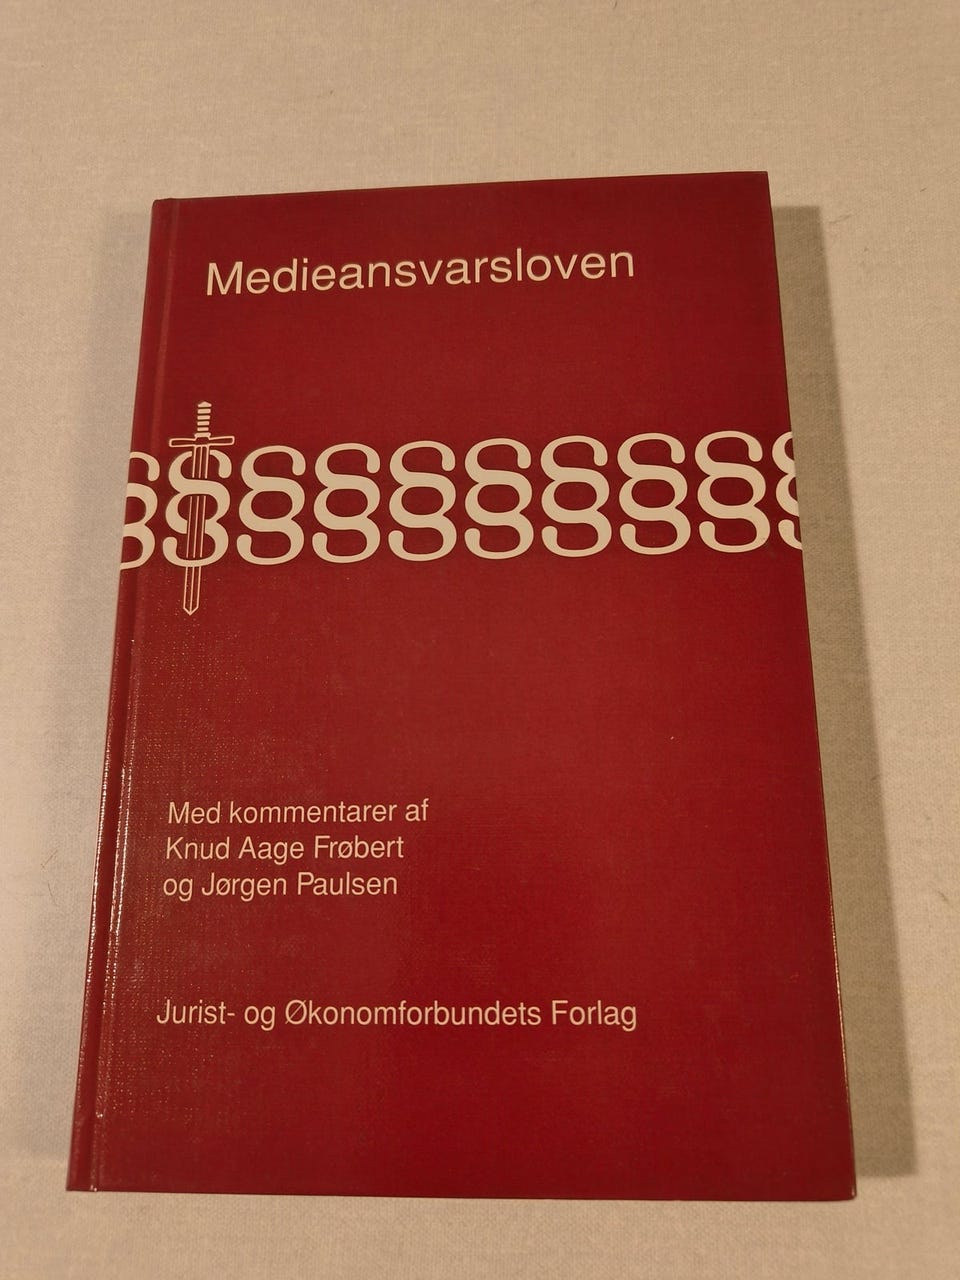 Medieansvarsloven
§§§§§§§§§§
Med kommentarer af
Knud Aage Frøbert
og Jørgen Paulsen
Jurist- og Økonomforbundets Forlag